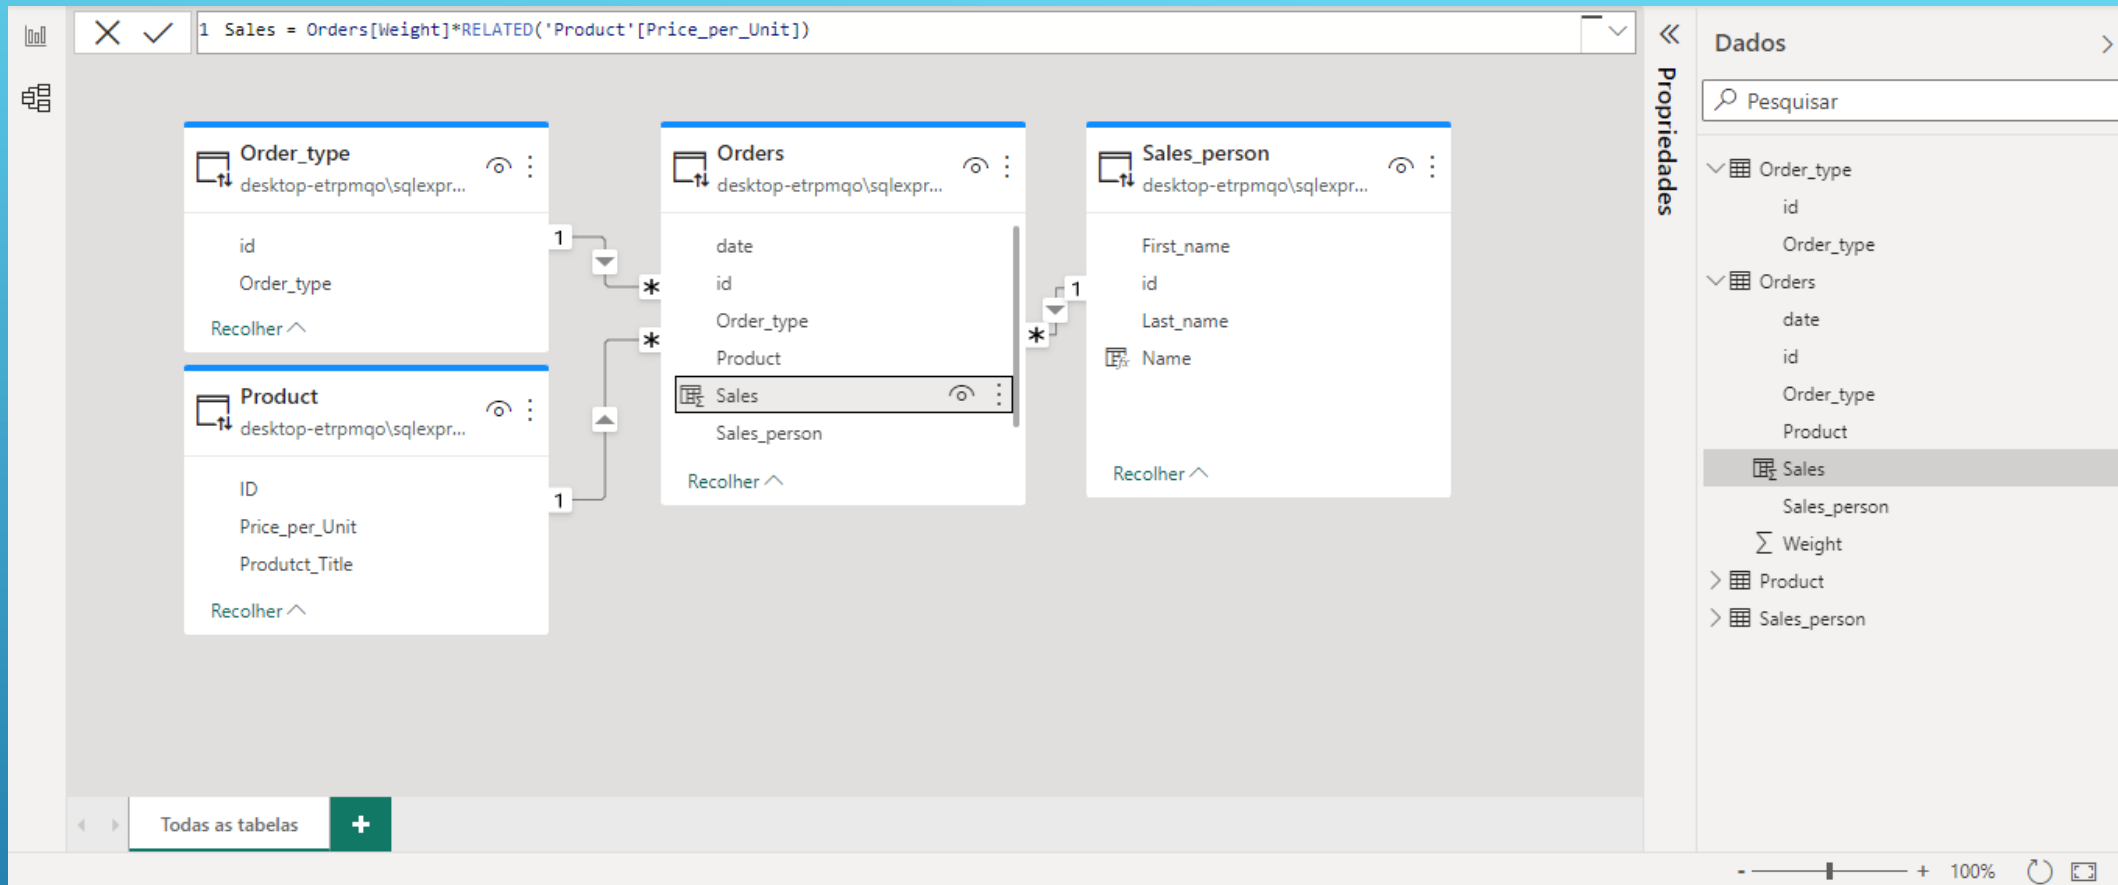 1 Sales = Orders[Weight]*RELATED('Product'[Price_per_Unit])
Order_type
desktop-etrpmqo\sqlexpr...
id
Order_type
Recolher
1
*
Product
desktop-etrpmqo\sqlexpr...
ID
Price_per_Unit
Produtct_Title
Recolher
1
*
Orders
desktop-etrpmqo\sqlexpr...
date
id
Order_type
Product
Sales
Sales_person
Recolher
*
1
Sales_person
desktop-etrpmqo\sqlexpr...
First_name
id
Last_name
Name
Recolher
Propriedades
Dados
Pesquisar
Order_type
id
Order_type
Orders
date
id
Order_type
Product
Sales
Sales_person
Weight
Product
Sales_person
Todas as tabelas
+
- + 100%